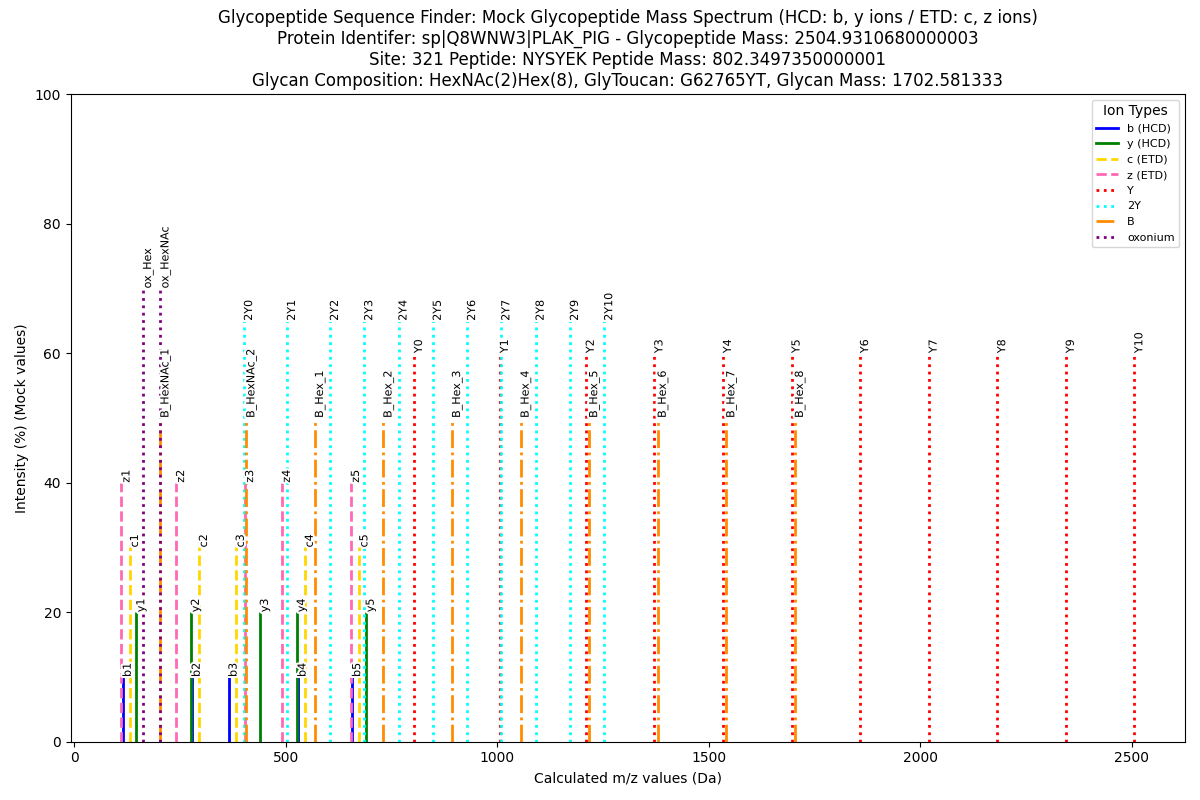 Glycopeptide Sequence Finder: Mock Glycopeptide Mass Spectrum (HCD: b, y ions / ETD: c, z ions)
Protein Identifer: sp|Q8WNW3|PLAK_PIG - Glycopeptide Mass: 2504.9310680000003
Site: 321 Peptide: NYSYEK Peptide Mass: 802.3497350000001
Glycan Composition: HexNAc(2)Hex(8), GlyToucan: G62765YT, Glycan Mass: 1702.581333
Intensity (%) (Mock values)
100
80
60
40
20
0
Ion Types
b (HCD)
y (HCD)
c (ETD)
z (ETD)
Y
2Y
B
oxonium
ox_Hex
ox_HexNAc
2Y0
2Y1
2Y2
2Y3
2Y4
2Y5
2Y6
2Y7
2Y8
2Y9
2Y10
Y0
Y1
Y2
Y3
Y4
Y5
Y6
Y7
Y8
Y9
Y10
B_HexNAc_1
B_HexNAc_2
B_Hex_1
B_Hex_2
B_Hex_3
B_Hex_4
B_Hex_5
B_Hex_6
B_Hex_7
B_Hex_8
z1
z2
z3
z4
z5
c1
c2
c3
c4
c5
y1
y2
y3
y4
y5
b1
b2
b3
b4
b5
0
500
1000
1500
2000
2500
Calculated m/z values (Da)